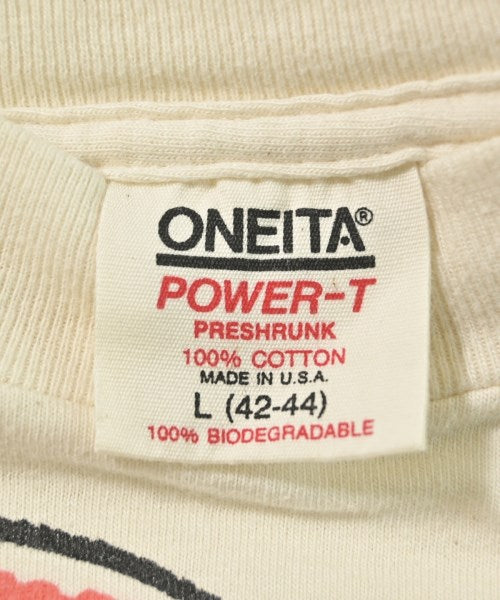 ONEITA®
POWER-T
PRESHRUNK
100% COTTON
MADE IN U.S.A.
L (42-44)
100% BIODEGRADABLE